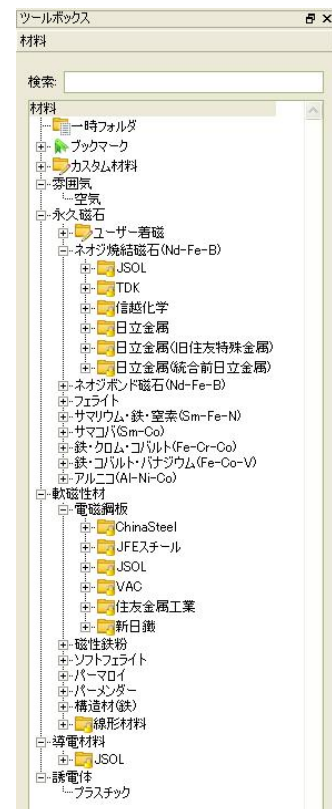 ツールボックス
材料
検索:
材料
一時フォルダ
ブックマーク
カスタム材料
雰囲気
空気
永久磁石
ユーザー着磁
ネオジ焼結磁石(Nd-Fe-B)
JSOL
TDK
信越化学
日立金属
日立金属(旧住友特殊金属)
日立金属(統合前日立金属)
ネオジボンド磁石(Nd-Fe-B)
フェライト
サマリウム・鉄・窒素(Sm-Fe-N)
サマコバ(Sm-Co)
鉄・クロム・コバルト(Fe-Cr-Co)
鉄・コバルト・バナジウム(Fe-Co-V)
アルニコ(Al-Ni-Co)
軟磁性材
電磁鋼板
ChinaSteel
JFEスチール
JSOL
VAC
住友金属工業
新日鐵
磁性鉄粉
ソフトフェライト
パーマロイ
パーメンダー
構造材(鉄)
線形材料
導電材料
JSOL
誘電体
プラスチック